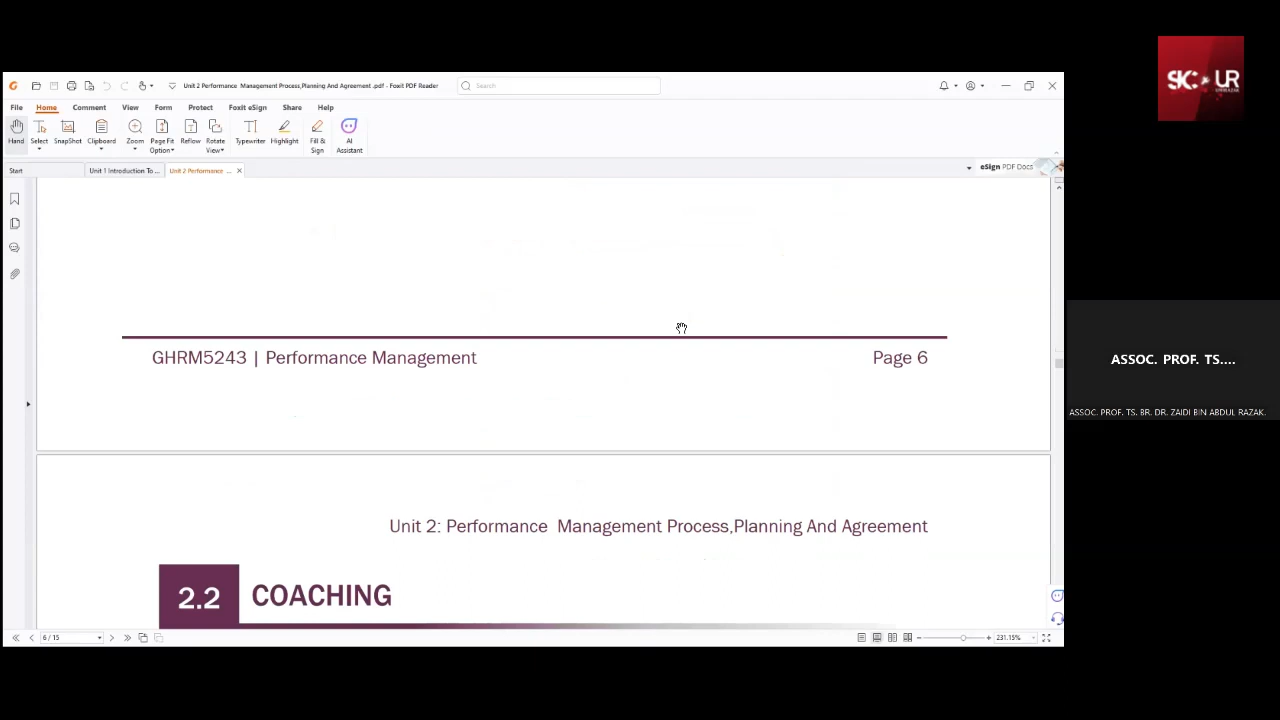 Unit 2 Performance Management Process,Planning And Agreement .pdf - Foxit PDF Reader
Search
File Home Comment View Form Protect Foxit eSign Share Help
Hand Select SnapShot Clipboard Zoom Page Fit Option Reflow Rotate View Typewriter Highlight Fill & Sign AI Assistant
Start Unit 1 Introduction To ... Unit 2 Performance ... eSign PDF Docs
GHRM5243 | Performance Management Page 6
Unit 2: Performance Management Process,Planning And Agreement
2.2 COACHING
6 / 15 231.15%
UR
ASSOC. PROF. TS....
ASSOC. PROF. TS. BR. DR. ZAIDI BIN ABDUL RAZAK.